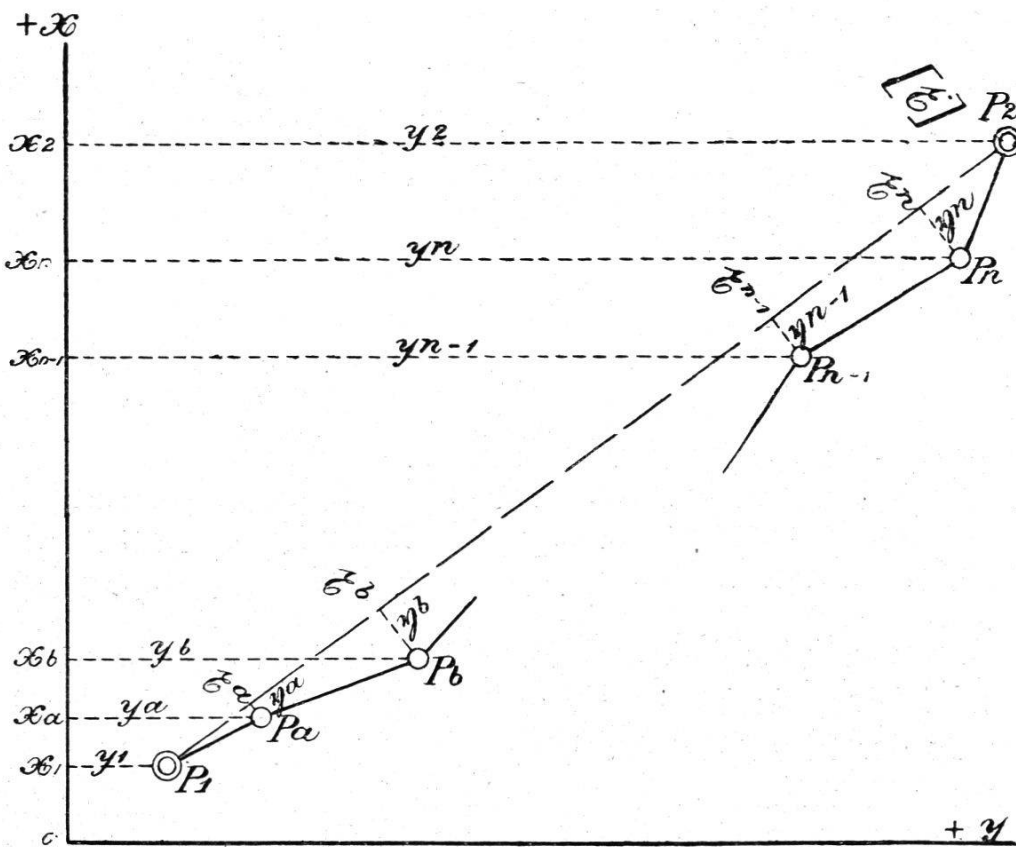 +x
[ξ]
P2
x2 y2
ξn
yn
xn yn
Pn
ξn-1
yn-1
xn-1 yn-1
Pn-1
ξb
yb
xb yb
Pb
ξa
ya
xa ya
Pa
x1 y1
P1
+ y